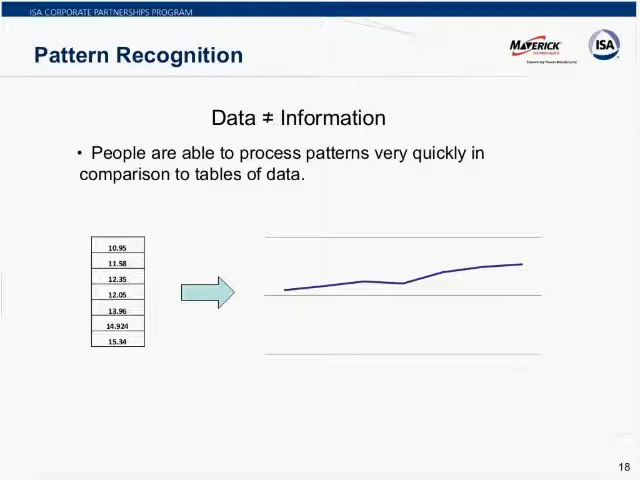 ISA CORPORATE PARTNERSHIPS PROGRAM
Pattern Recognition
MAVERICK
TECHNOLOGIES
ISA
Data ≠ Information
• People are able to process patterns very quickly in
comparison to tables of data.
10.95
11.58
12.35
12.05
13.96
14.924
15.34
18